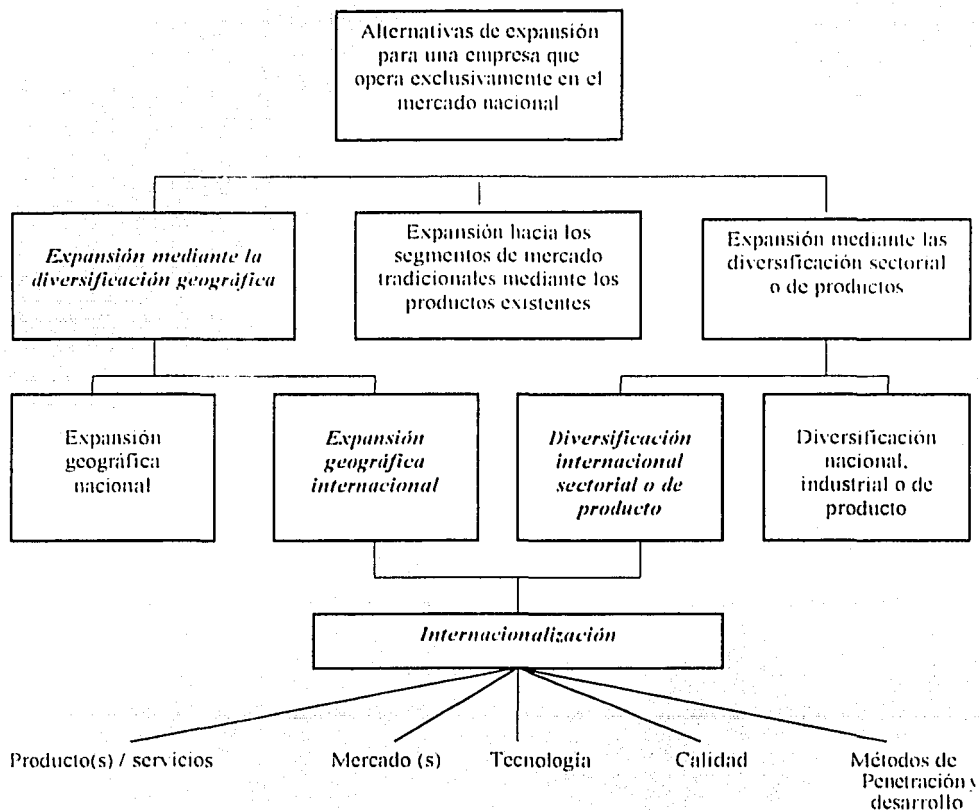 Alternativas de expansión
para una empresa que
opera exclusivamente en el
mercado nacional
Expansión mediante la
diversificación geográfica
Expansión hacia los
segmentos de mercado
tradicionales mediante los
productos existentes
Expansión mediante las
diversificación sectorial
o de productos
Expansión
geográfica
nacional
Expansión
geográfica
internacional
Diversificación
internacional
sectorial o de
producto
Diversificación
nacional,
industrial o de
producto
Internacionalización
Producto(s) / servicios
Mercado (s)
Tecnología
Calidad
Métodos de
Penetración y
desarrollo